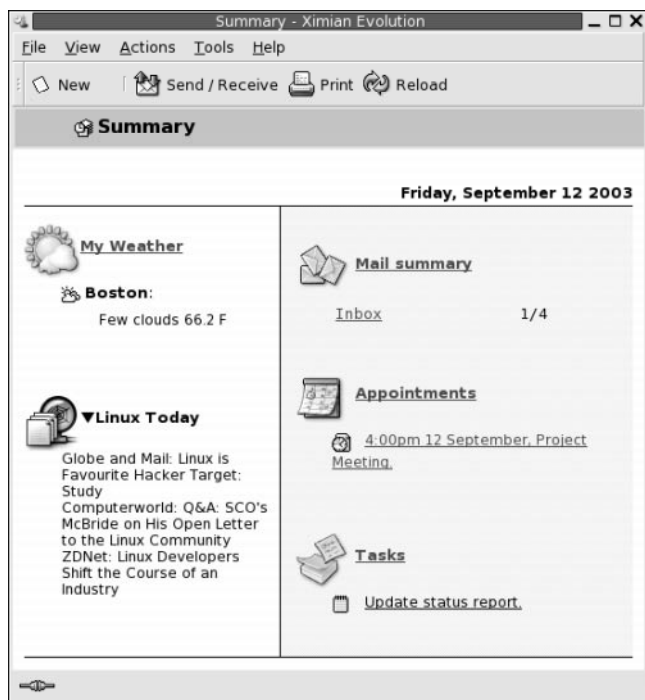 Summary - Ximian Evolution
File View Actions Tools Help
New Send / Receive Print Reload
Summary
Friday, September 12 2003
My Weather
Boston:
Few clouds 66.2 F
▼Linux Today
Globe and Mail: Linux is
Favourite Hacker Target:
Study
Computerworld: Q&A: SCO's
McBride on His Open Letter
to the Linux Community
ZDNet: Linux Developers
Shift the Course of an
Industry
Mail summary
Inbox 1/4
Appointments
4:00pm 12 September, Project
Meeting,
Tasks
Update status report,